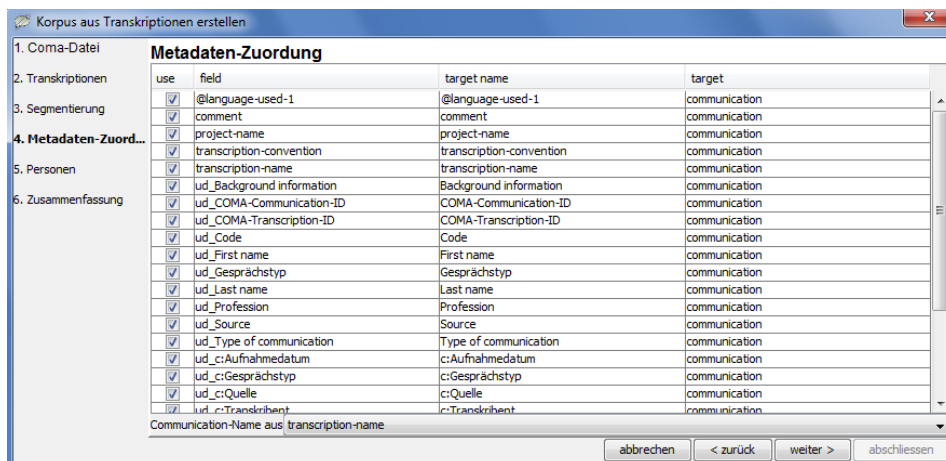 Korpus aus Transkriptionen erstellen
x
1. Coma-Datei
2. Transkriptionen
3. Segmentierung
4. Metadaten-Zuord...
5. Personen
6. Zusammenfassung
Metadaten-Zuordung
use field target name target
@language-used-1 @language-used-1 communication
comment comment communication
project-name project-name communication
transcription-convention transcription-convention communication
transcription-name transcription-name communication
ud_Background information Background information communication
ud_COMA-Communication-ID COMA-Communication-ID communication
ud_COMA-Transcription-ID COMA-Transcription-ID communication
ud_Code Code communication
ud_First name First name communication
ud_Gesprächstyp Gesprächstyp communication
ud_Last name Last name communication
ud_Profession Profession communication
ud_Source Source communication
ud_Type of communication Type of communication communication
ud_c:Aufnahmedatum c:Aufnahmedatum communication
ud_c:Gesprächstyp c:Gesprächstyp communication
ud_c:Quelle c:Quelle communication
ud_c:Transkribent c:Transkribent communication
Communication-Name aus transcription-name
abbrechen < zurück weiter > abschliessen